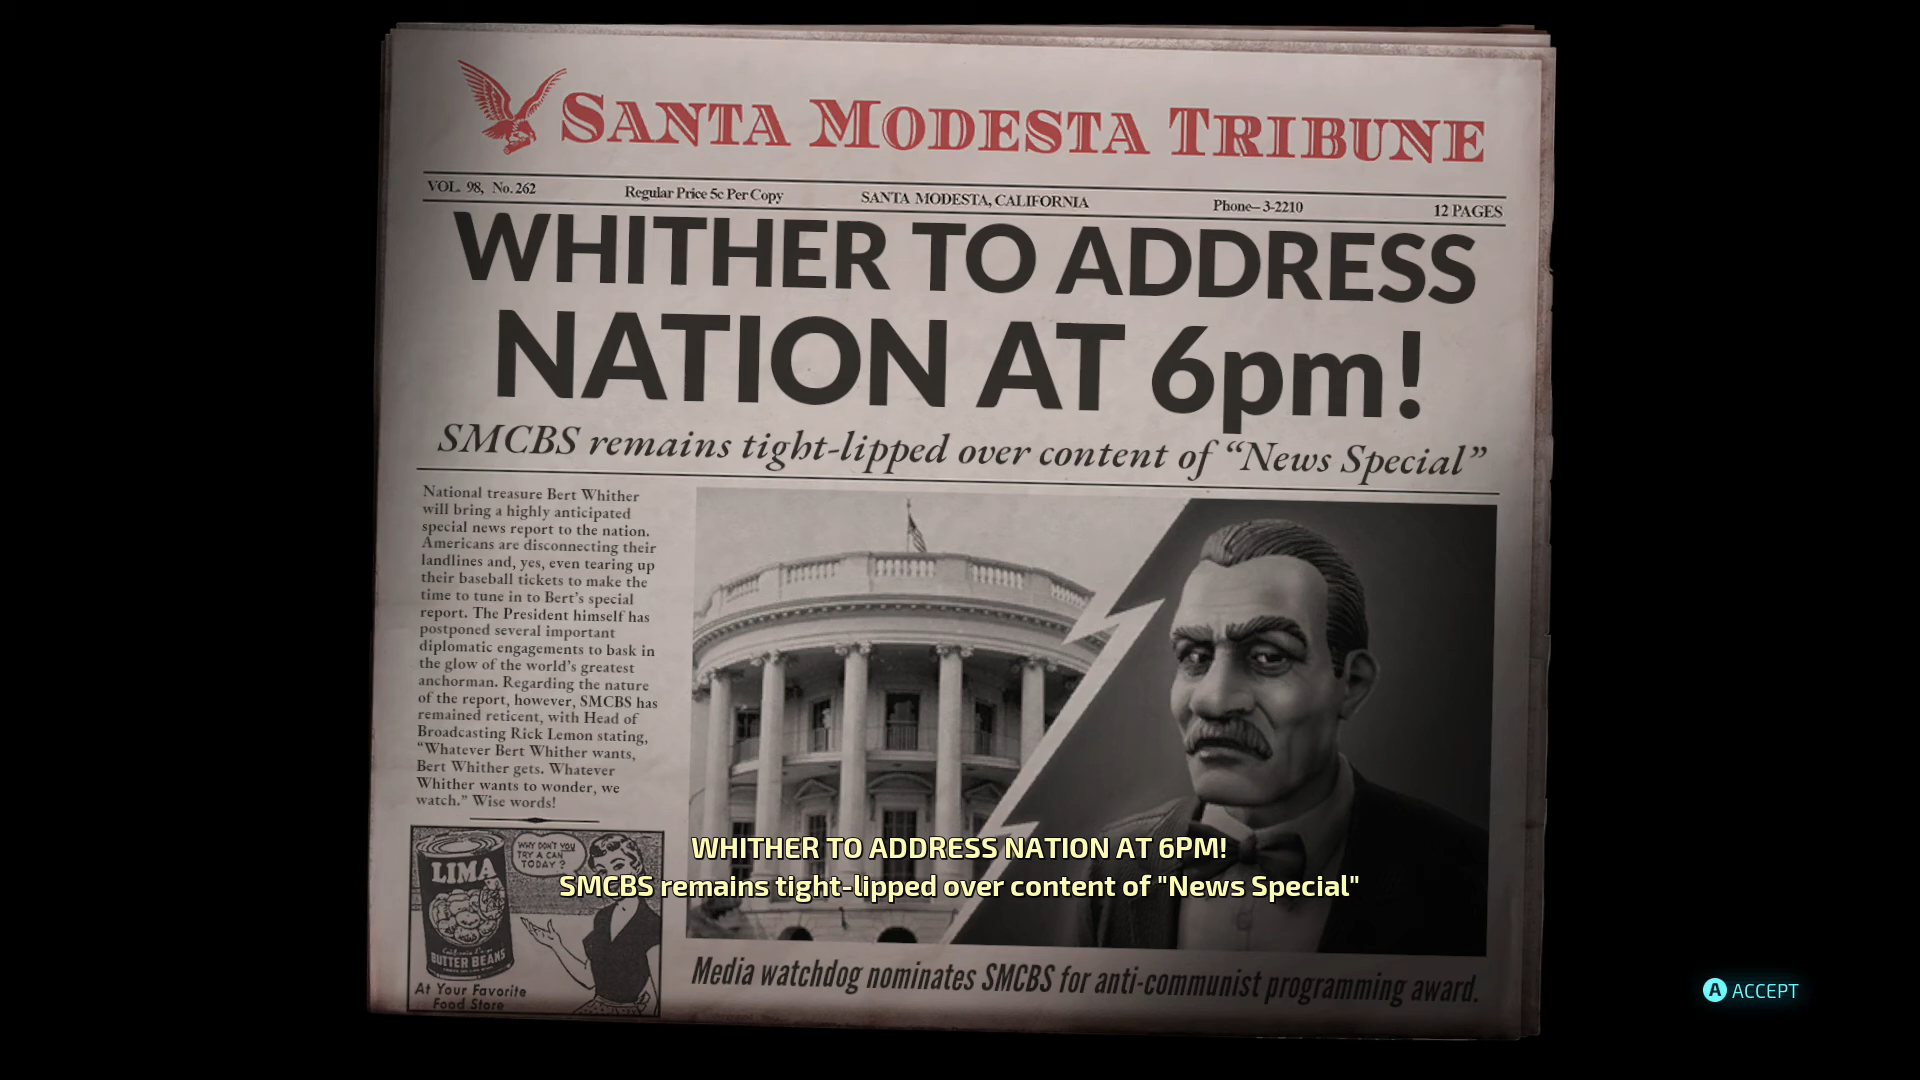 SANTA MODESTA TRIBUNE
VOL. 98, No. 262
Regular Price 5c Per Copy
SANTA MODESTA, CALIFORNIA
Phone– 3-2210
12 PAGES
WHITHER TO ADDRESS
NATION AT 6pm!
SMCBS remains tight-lipped over content of “News Special”
National treasure Bert Whither
will bring a highly anticipated
special news report to the nation.
Americans are disconnecting their
landlines and, yes, even tearing up
their baseball tickets to make the
time to tune in to Bert’s special
report. The President himself has
postponed several important
diplomatic engagements to bask in
the glow of the world’s greatest
anchorman. Regarding the nature
of the report, however, SMCBS has
remained reticent, with Head of
Broadcasting Rick Lemon stating,
“Whatever Bert Whither wants,
Bert Whither gets. Whatever
Whither wants to wonder, we
watch.” Wise words!
LIMA
BUTTER BEANS
WHY DON'T YOU
TRY A CAN
TODAY?
At Your Favorite
Food Store
WHITHER TO ADDRESS NATION AT 6PM!
SMCBS remains tight-lipped over content of "News Special"
Media watchdog nominates SMCBS for anti-communist programming award.
A ACCEPT